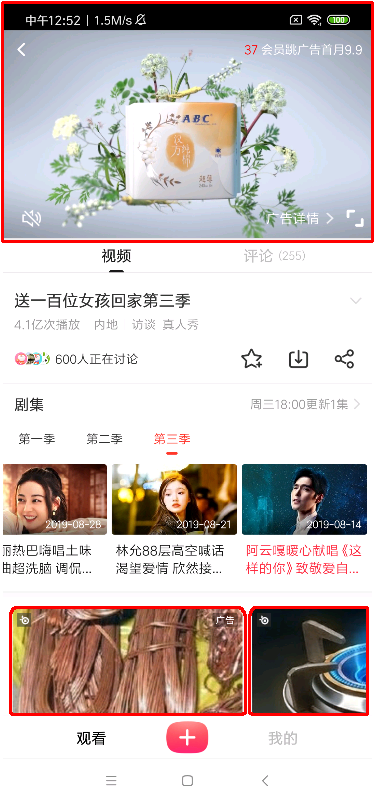 中午12:52 | 1.5M/s
100
37 会员跳广告首月9.9
ABC
纯
广告详情
视频
评论 (255)
送一百位女孩回家第三季
4.1亿次播放 内地 访谈 真人秀
600人正在讨论
剧集
周三18:00更新1集
第一季
第二季
第三季
2019-08-28
2019-08-21
2019-08-14
丽热巴嗨唱土味
曲超洗脑 调侃...
林允88层高空喊话
渴望爱情 欣然接...
阿云嘎暖心献唱《这
样的你》致敬爱自...
广告
观看
我的